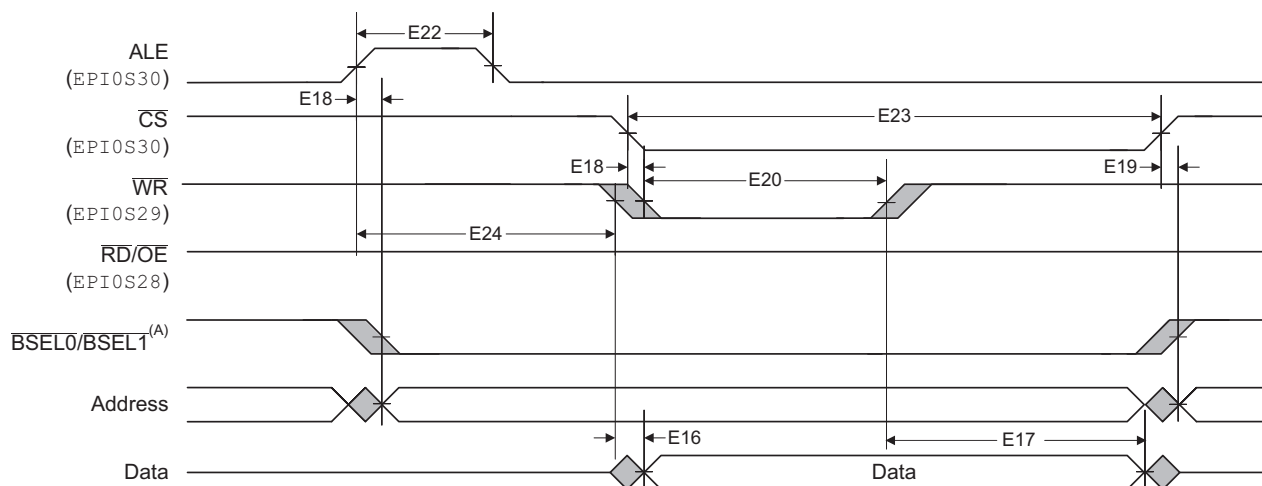 E22
ALE
(EPI0S30)
E18
CS
E23
(EPI0S30)
E18
E20
E19
WR
(EPI0S29)
E24
RD/OE
(EPI0S28)
BSEL0/BSEL1(A)
Address
E16
E17
Data
Data